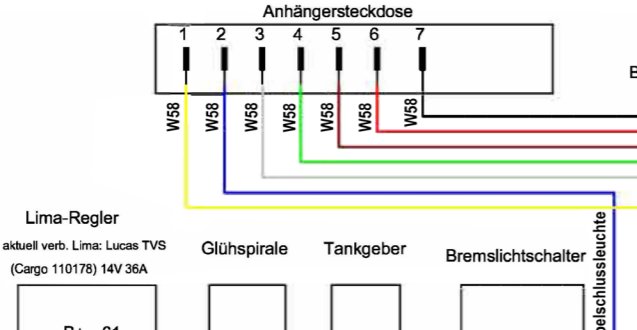 Anhängersteckdose
1 2 3 4 5 6 7
W58 W58 W58 W58 W58 W58 W58
Lima-Regler
aktuell verb. Lima: Lucas TVS
(Cargo 110178) 14V 36A
Glühspirale
Tankgeber
Bremslichtschalter